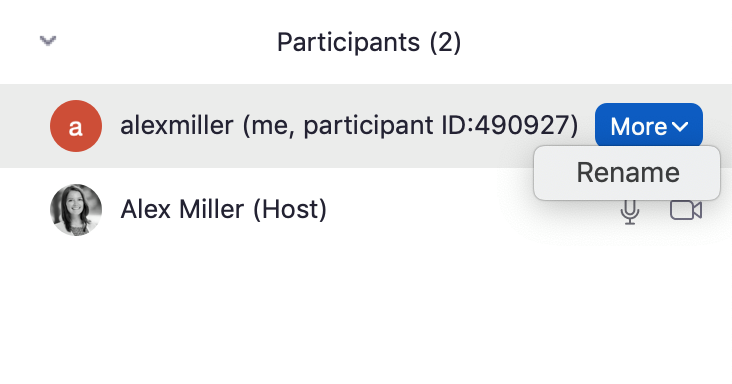 Participants (2)
a alexmiller (me, participant ID:490927) More
Rename
Alex Miller (Host)